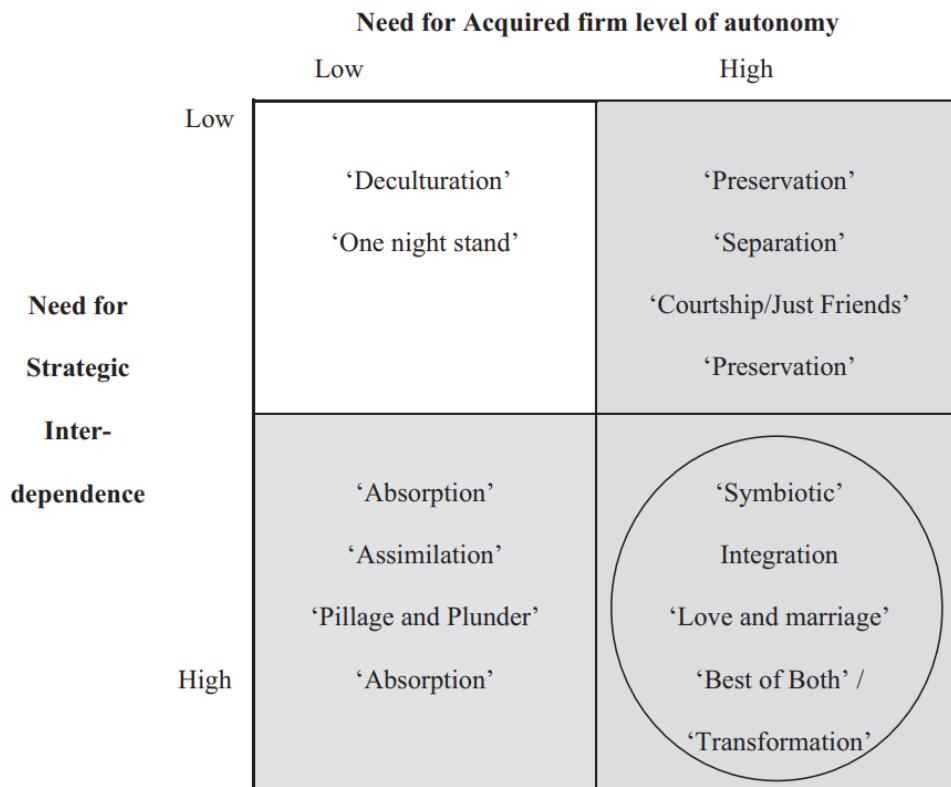 Need for Acquired firm level of autonomy
Low High
Low
‘Deculturation’ ‘Preservation’
‘One night stand’ ‘Separation’
Need for ‘Courtship/Just Friends’
Strategic ‘Preservation’
Inter-
dependence ‘Absorption’ ‘Symbiotic’
‘Assimilation’ Integration
‘Pillage and Plunder’ ‘Love and marriage’
High ‘Absorption’ ‘Best of Both’ /
‘Transformation’